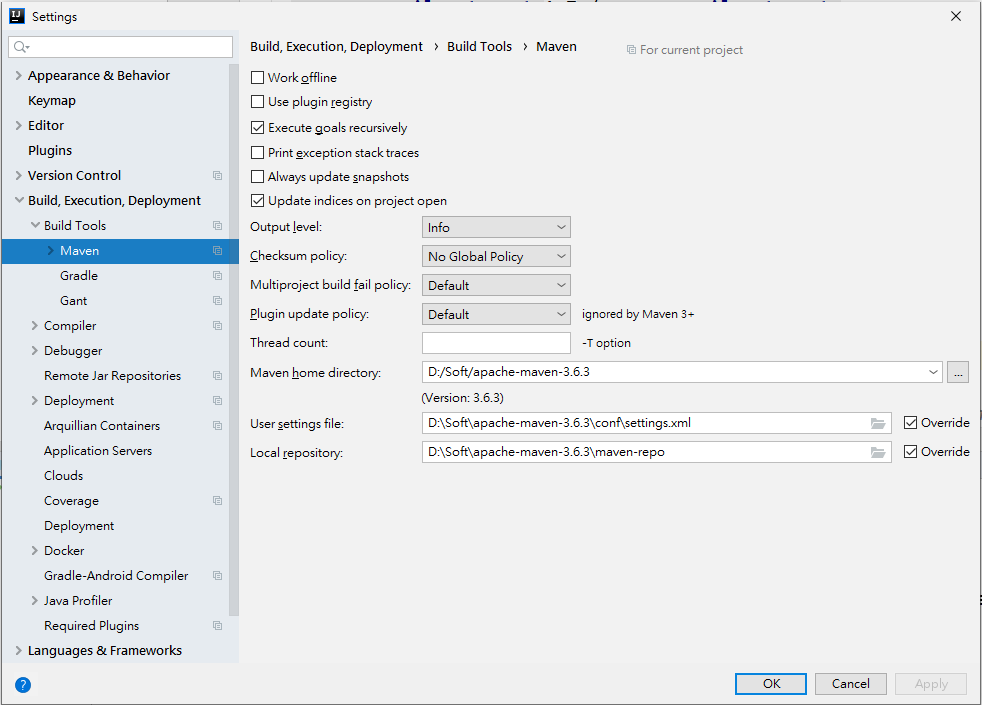 Settings
Appearance & Behavior
Keymap
Editor
Plugins
Version Control
Build, Execution, Deployment
Build Tools
Maven
Gradle
Gant
Compiler
Debugger
Remote Jar Repositories
Deployment
Arquillian Containers
Application Servers
Clouds
Coverage
Deployment
Docker
Gradle-Android Compiler
Java Profiler
Required Plugins
Languages & Frameworks
Build, Execution, Deployment › Build Tools › Maven For current project
Work offline
Use plugin registry
Execute goals recursively
Print exception stack traces
Always update snapshots
Update indices on project open
Output level: Info
Checksum policy: No Global Policy
Multiproject build fail policy: Default
Plugin update policy: Default ignored by Maven 3+
Thread count: -T option
Maven home directory: D:/Soft/apache-maven-3.6.3 ...
(Version: 3.6.3)
User settings file: D:\Soft\apache-maven-3.6.3\conf\settings.xml Override
Local repository: D:\Soft\apache-maven-3.6.3\maven-repo Override
? OK Cancel Apply